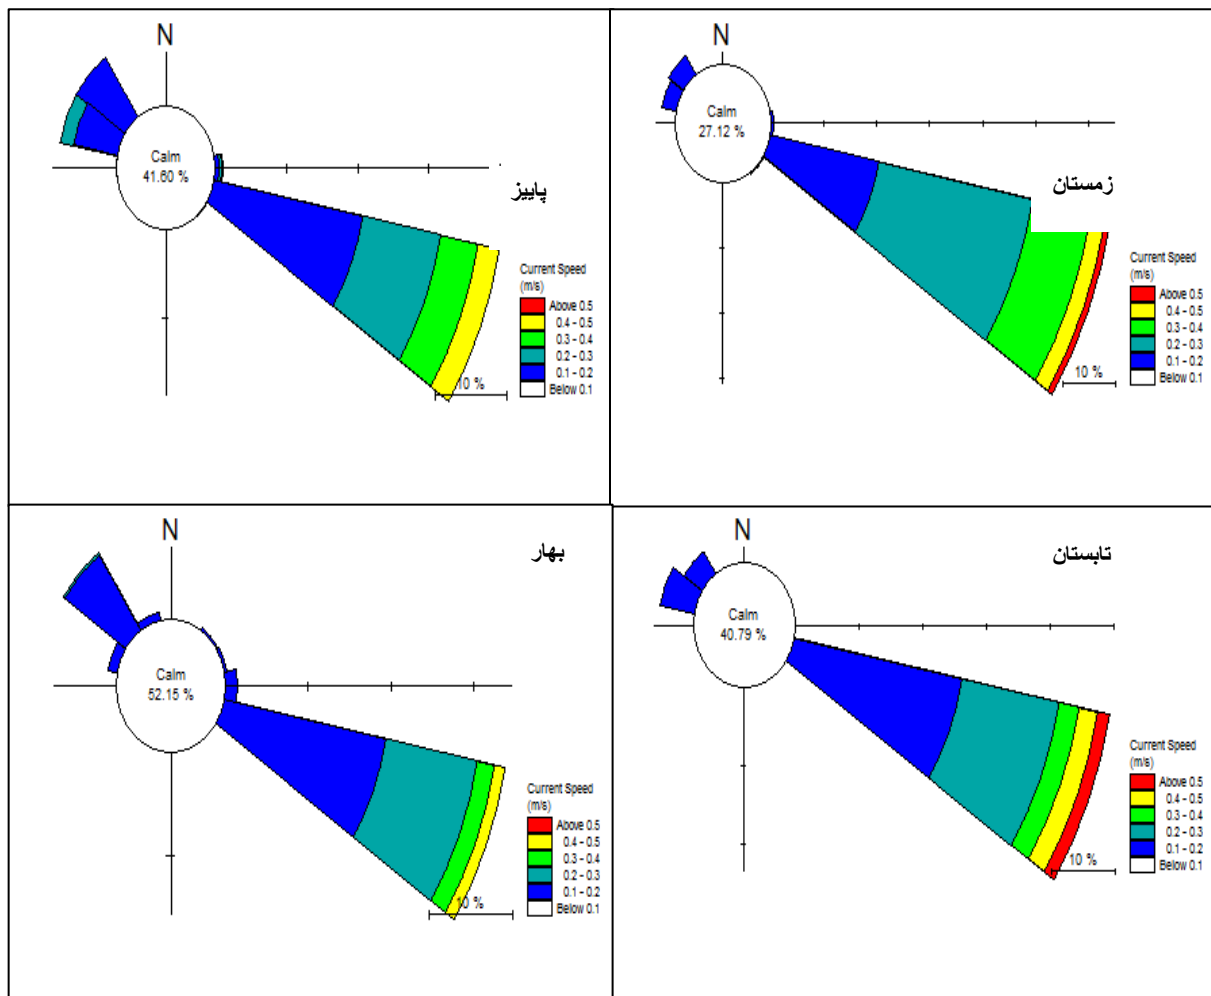 N
Calm
41.60 %
پاییز
Current Speed
(m/s)
Above 0.5
0.4 - 0.5
0.3 - 0.4
0.2 - 0.3
0.1 - 0.2
Below 0.1
10 %
N
Calm
27.12 %
زمستان
Current Speed
(m/s)
Above 0.5
0.4 - 0.5
0.3 - 0.4
0.2 - 0.3
0.1 - 0.2
Below 0.1
10 %
N
Calm
52.15 %
بهار
Current Speed
(m/s)
Above 0.5
0.4 - 0.5
0.3 - 0.4
0.2 - 0.3
0.1 - 0.2
Below 0.1
10 %
N
Calm
40.79 %
تابستان
Current Speed
(m/s)
Above 0.5
0.4 - 0.5
0.3 - 0.4
0.2 - 0.3
0.1 - 0.2
Below 0.1
10 %